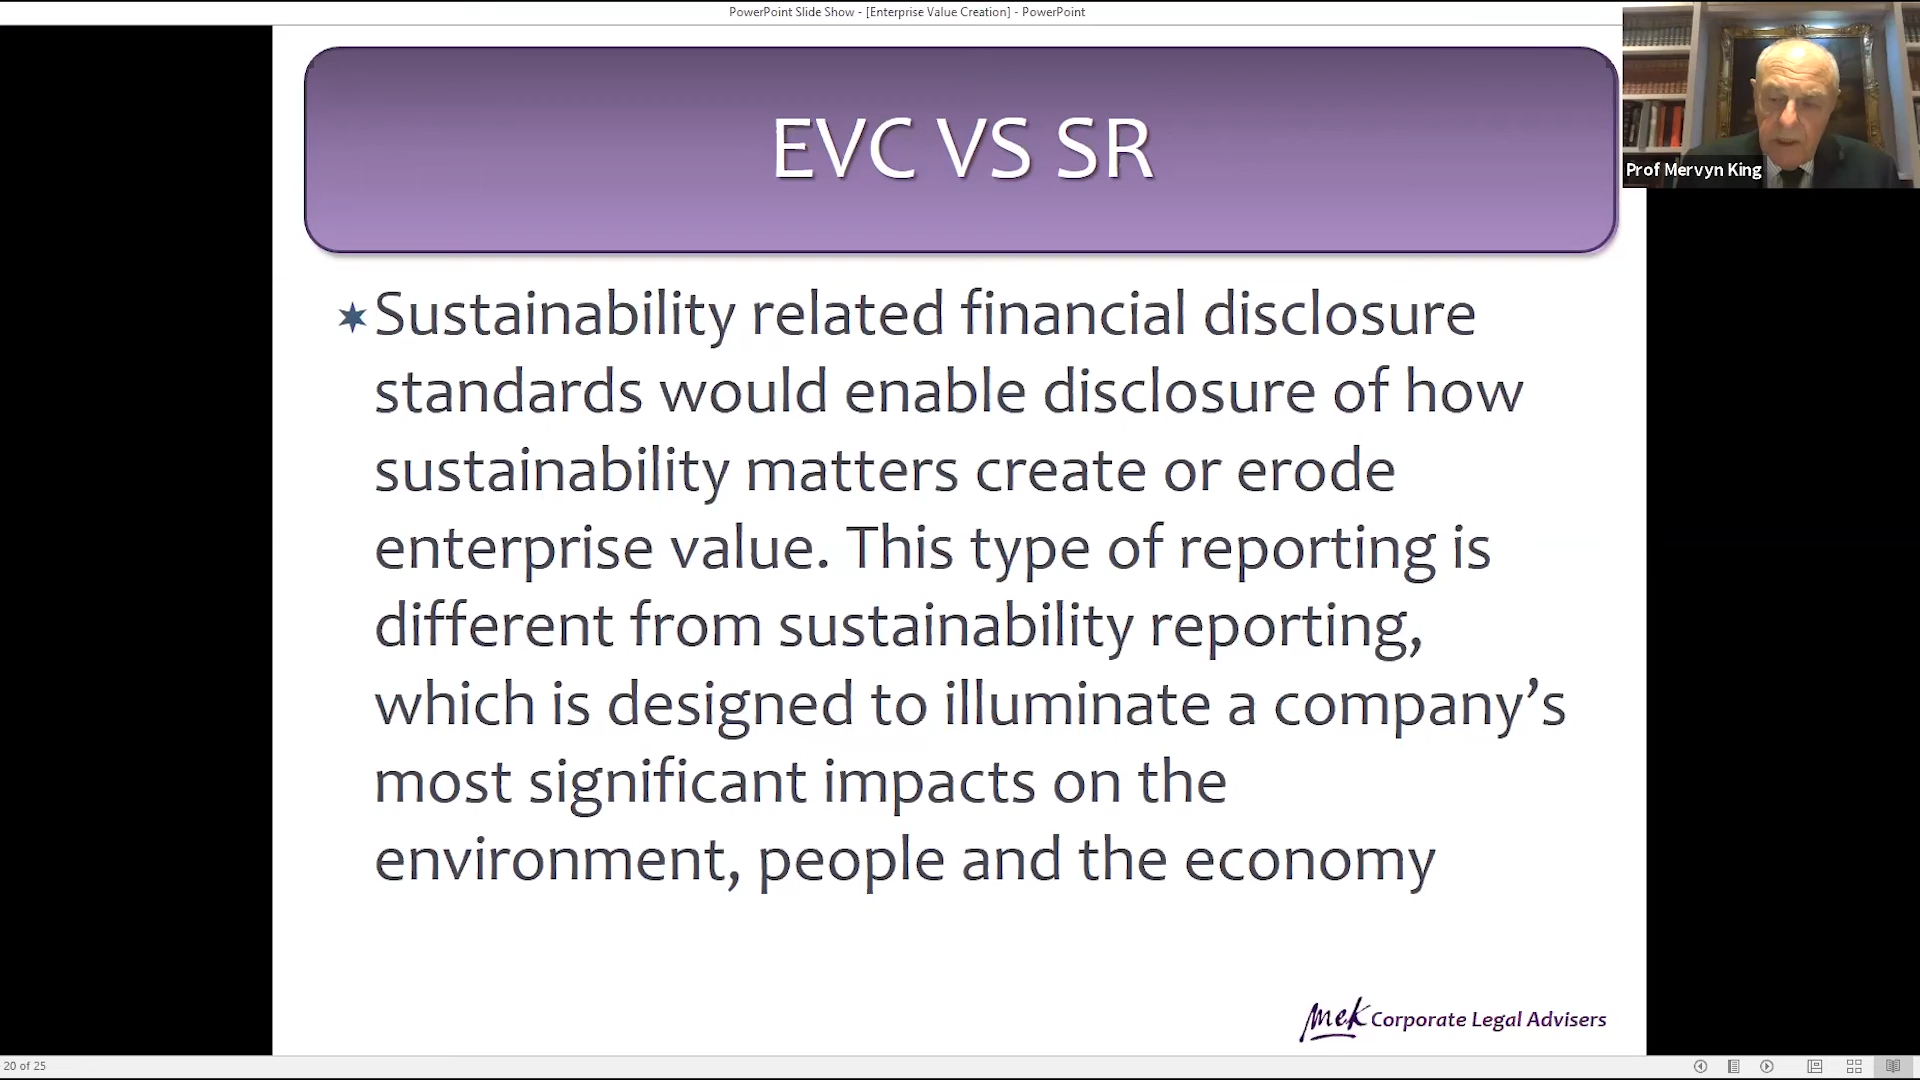 PowerPoint Slide Show - [Enterprise Value Creation] - PowerPoint
EVC VS SR
Prof Mervyn King
Sustainability related financial disclosure
standards would enable disclosure of how
sustainability matters create or erode
enterprise value. This type of reporting is
different from sustainability reporting,
which is designed to illuminate a company’s
most significant impacts on the
environment, people and the economy
mek Corporate Legal Advisers
20 of 25